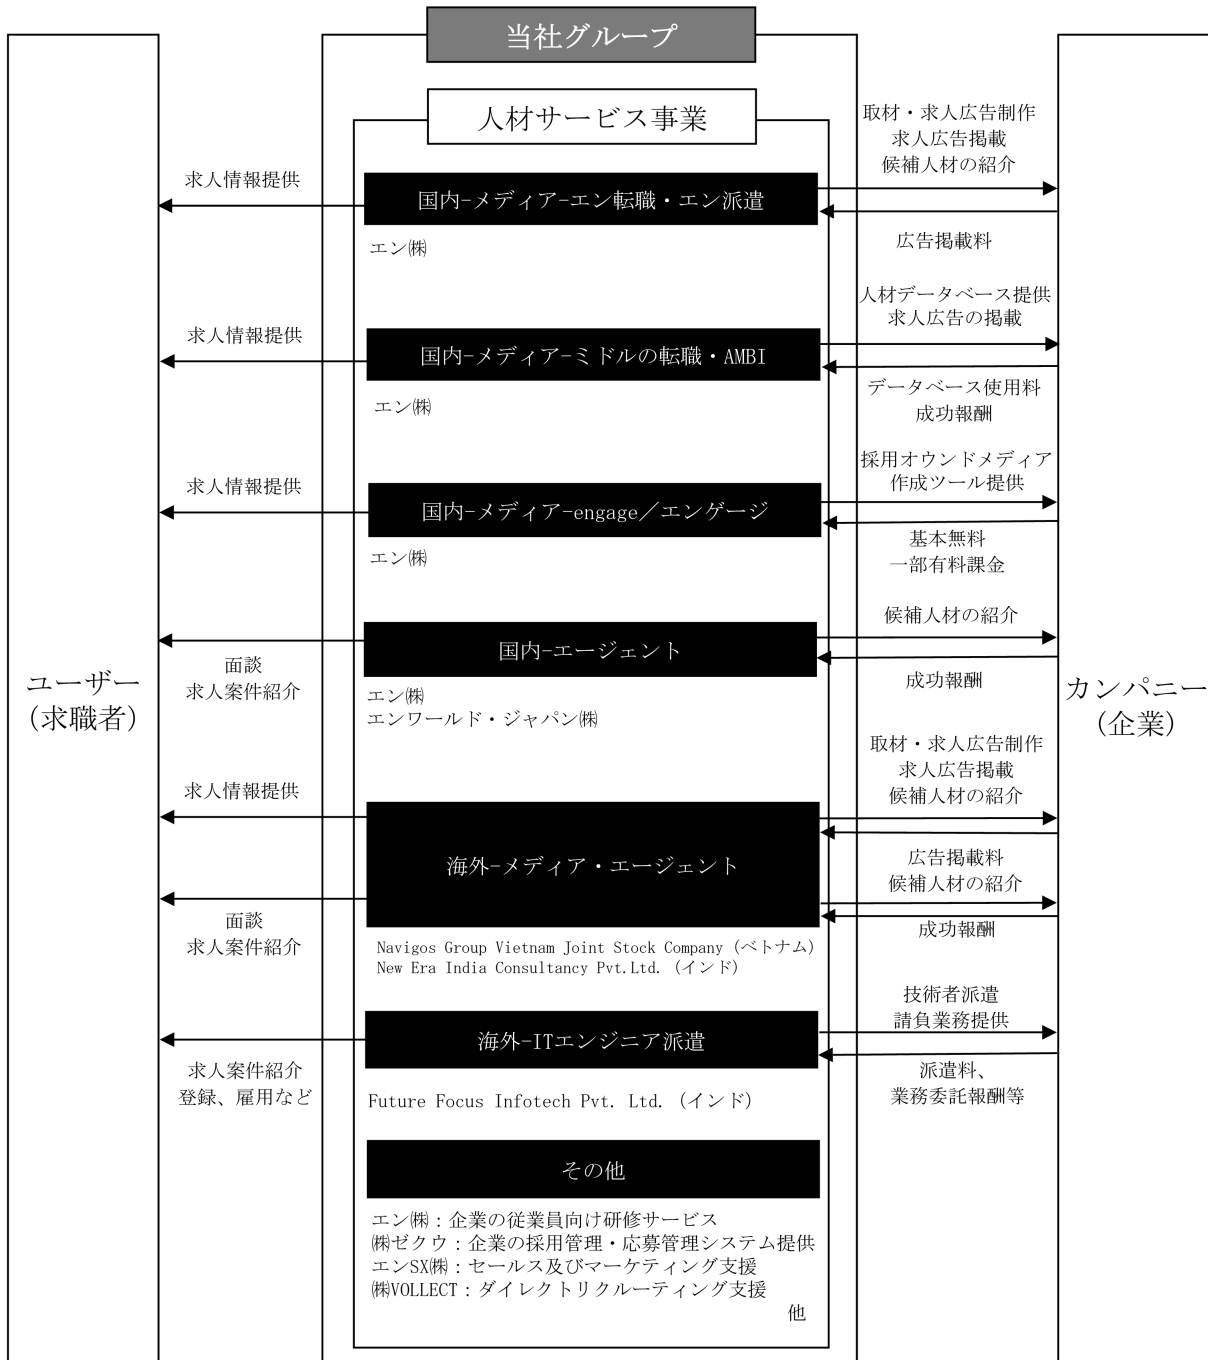 当社グループ
人材サービス事業
取材・求人広告制作
求人広告掲載
候補人材の紹介
求人情報提供
国内-メディア-エン転職・エン派遣
広告掲載料
エン㈱
人材データベース提供
求人広告の掲載
求人情報提供
国内-メディア-ミドルの転職・AMBI
データベース使用料
成功報酬
エン㈱
採用オウンドメディア
作成ツール提供
求人情報提供
国内-メディア-engage／エンゲージ
基本無料
一部有料課金
エン㈱
候補人材の紹介
国内-エージェント
面談
求人案件紹介
成功報酬
エン㈱
エンワールド・ジャパン㈱
ユーザー
（求職者）
カンパニー
（企業）
取材・求人広告制作
求人広告掲載
候補人材の紹介
求人情報提供
海外-メディア・エージェント
広告掲載料
候補人材の紹介
面談
求人案件紹介
成功報酬
Navigos Group Vietnam Joint Stock Company（ベトナム）
New Era India Consultancy Pvt.Ltd.（インド）
技術者派遣
請負業務提供
海外-ITエンジニア派遣
求人案件紹介
登録、雇用など
派遣料、
業務委託報酬等
Future Focus Infotech Pvt. Ltd.（インド）
その他
エン㈱：企業の従業員向け研修サービス
㈱ゼクウ：企業の採用管理・応募管理システム提供
エンSX㈱：セールス及びマーケティング支援
㈱VOLLECT：ダイレクトリクルーティング支援
他